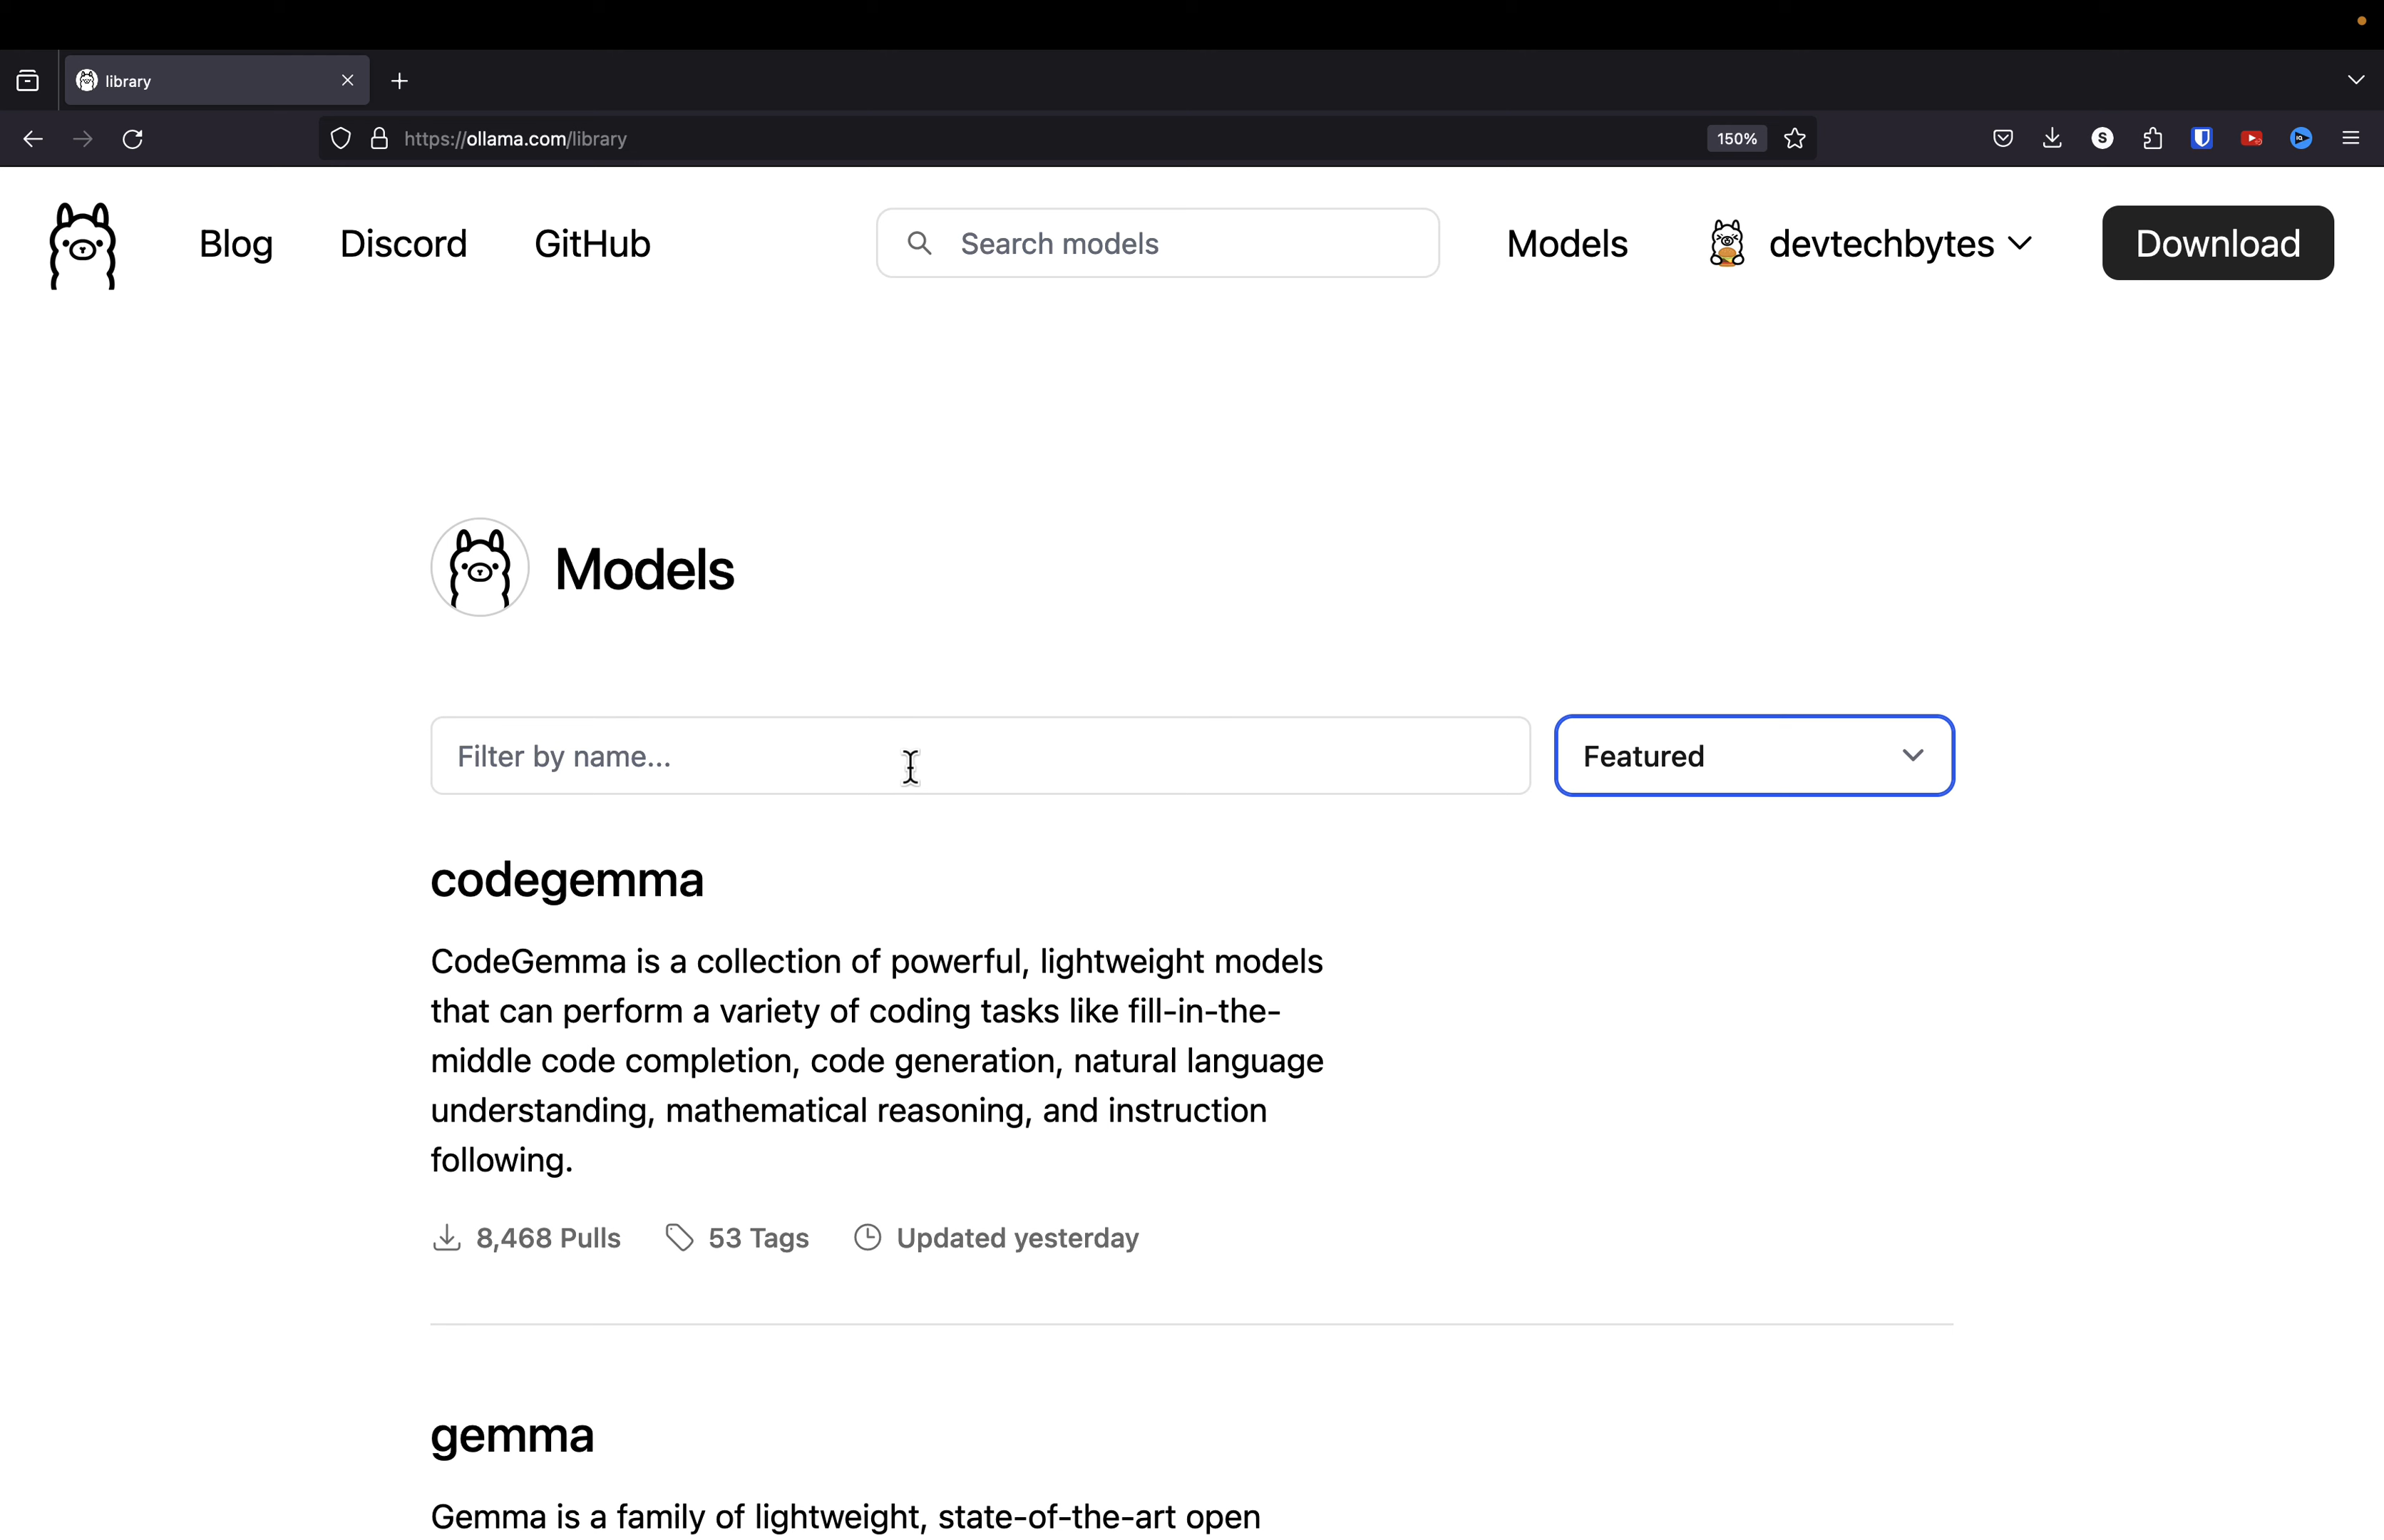 library
https://ollama.com/library
150%
S
Blog
Discord
GitHub
Search models
Models
devtechbytes
Download
Models
Filter by name...
Featured
codegemma
CodeGemma is a collection of powerful, lightweight models
that can perform a variety of coding tasks like fill-in-the-
middle code completion, code generation, natural language
understanding, mathematical reasoning, and instruction
following.
8,468 Pulls
53 Tags
Updated yesterday
gemma
Gemma is a family of lightweight, state-of-the-art open